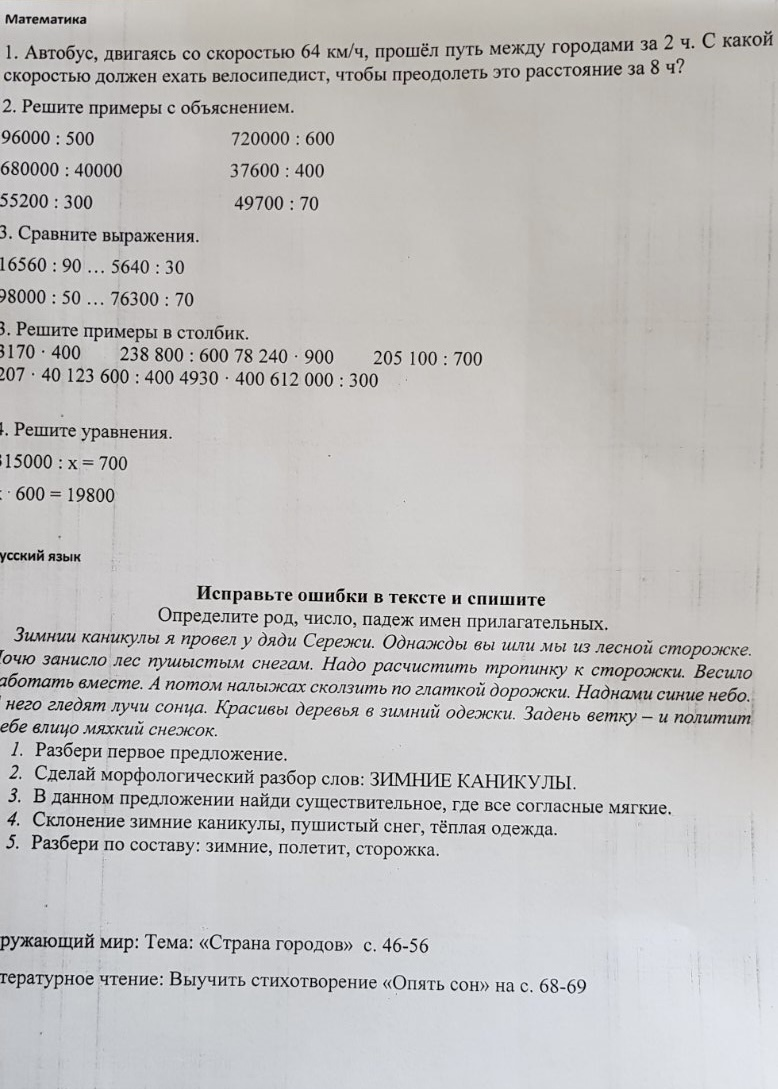 Математика
1. Автобус, двигаясь со скоростью 64 км/ч, прошёл путь между городами за 2 ч. С какой
скоростью должен ехать велосипедист, чтобы преодолеть это расстояние за 8 ч?
2. Решите примеры с объяснением.
96000 : 500 720000 : 600
680000 : 40000 37600 : 400
55200 : 300 49700 : 70
3. Сравните выражения.
16560 : 90 … 5640 : 30
98000 : 50 … 76300 : 70
3. Решите примеры в столбик.
3170 · 400 238 800 : 600 78 240 · 900 205 100 : 700
207 · 40 123 600 : 400 4930 · 400 612 000 : 300
4. Решите уравнения.
315000 : х = 700
· 600 = 19800
усский язык
Исправьте ошибки в тексте и спишите
Определите род, число, падеж имен прилагательных.
Зимнии каникулы я провел у дяди Сережи. Однажды вы шли мы из лесной сторожке.
Ночю занисло лес пушыстым снегам. Надо расчистить тропинку к сторожки. Весило
аботать вместе. А потом налыжах сколзить по глаткой дорожки. Наднами синие небо.
него гледят лучи сонца. Красивы деревья в зимний одежки. Задень ветку – и политит
ебе влицо мяхкий снежок.
1. Разбери первое предложение.
2. Сделай морфологический разбор слов: ЗИМНИЕ КАНИКУЛЫ.
3. В данном предложении найди существительное, где все согласные мягкие.
4. Склонение зимние каникулы, пушистый снег, тёплая одежда.
5. Разбери по составу: зимние, полетит, сторожка.
ружающий мир: Тема: «Страна городов» с. 46-56
тературное чтение: Выучить стихотворение «Опять сон» на с. 68-69